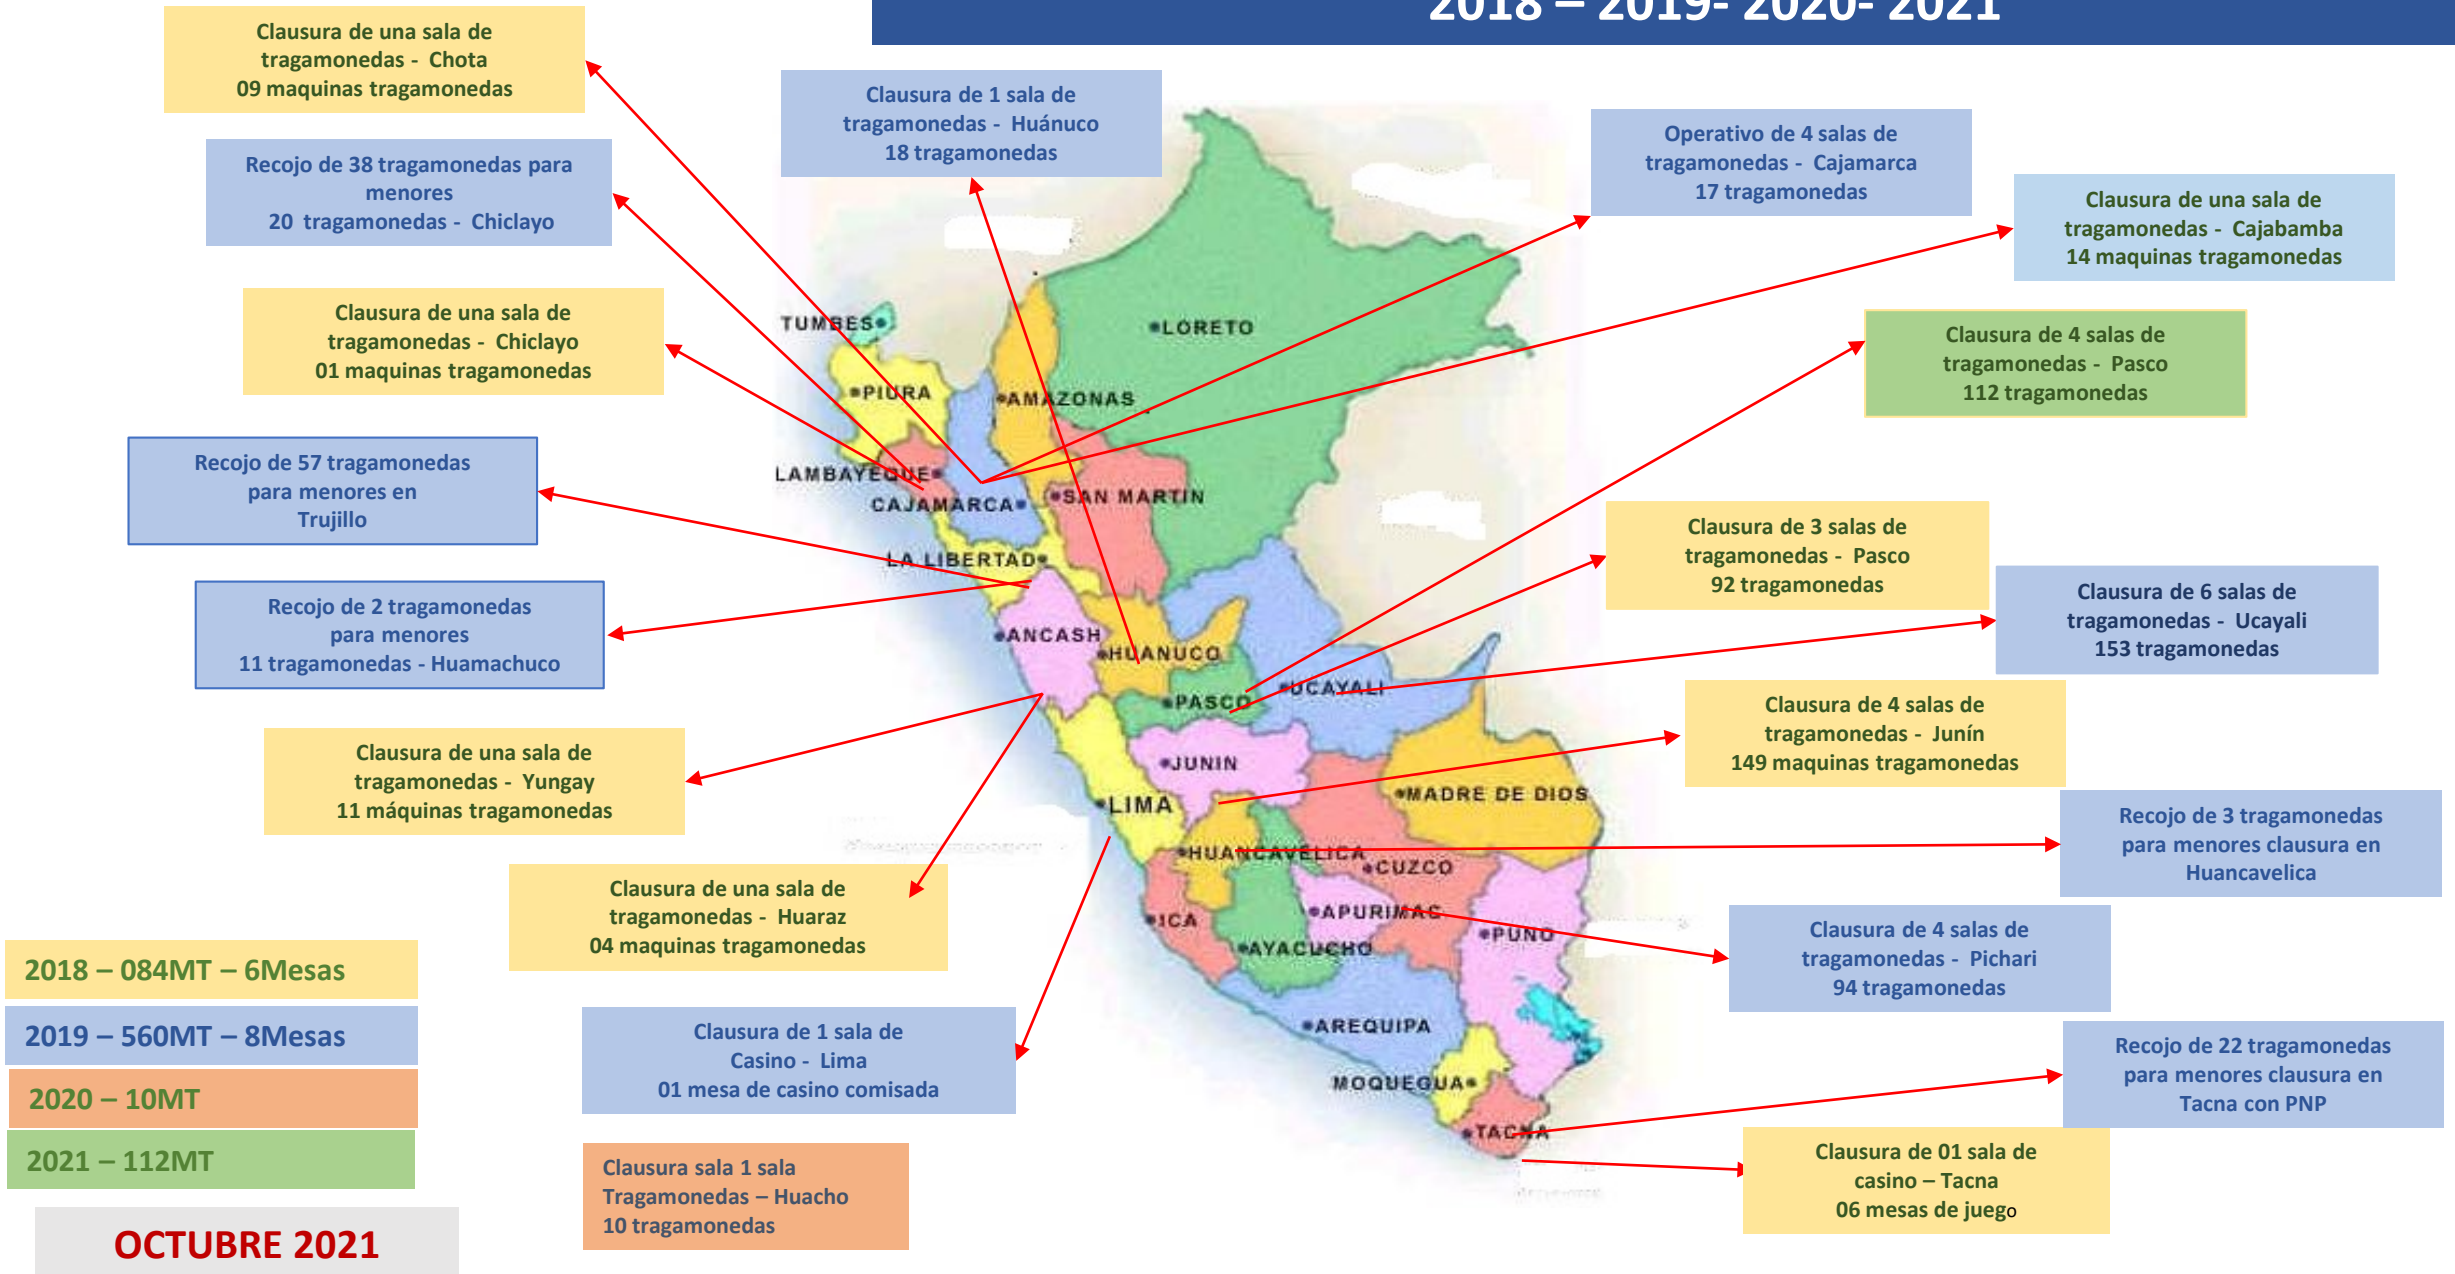 2018 – 2019- 2020- 2021
Clausura de una sala de
tragamonedas - Chota
09 maquinas tragamonedas
Recojo de 38 tragamonedas para
menores
20 tragamonedas - Chiclayo
Clausura de una sala de
tragamonedas - Chiclayo
01 maquinas tragamonedas
Recojo de 57 tragamonedas
para menores en
Trujillo
Recojo de 2 tragamonedas
para menores
11 tragamonedas - Huamachuco
Clausura de una sala de
tragamonedas - Yungay
11 máquinas tragamonedas
Clausura de una sala de
tragamonedas - Huaraz
04 maquinas tragamonedas
Clausura de 1 sala de
Casino - Lima
01 mesa de casino comisada
Clausura sala 1 sala
Tragamonedas – Huacho
10 tragamonedas
Clausura de 1 sala de
tragamonedas - Huánuco
18 tragamonedas
Operativo de 4 salas de
tragamonedas - Cajamarca
17 tragamonedas
Clausura de una sala de
tragamonedas - Cajabamba
14 maquinas tragamonedas
Clausura de 4 salas de
tragamonedas - Pasco
112 tragamonedas
Clausura de 3 salas de
tragamonedas - Pasco
92 tragamonedas
Clausura de 6 salas de
tragamonedas - Ucayali
153 tragamonedas
Clausura de 4 salas de
tragamonedas - Junín
149 maquinas tragamonedas
Recojo de 3 tragamonedas
para menores clausura en
Huancavelica
Clausura de 4 salas de
tragamonedas - Pichari
94 tragamonedas
Recojo de 22 tragamonedas
para menores clausura en
Tacna con PNP
Clausura de 01 sala de
casino – Tacna
06 mesas de juego
TUMBES
LORETO
PIURA
AMAZONAS
LAMBAYEQUE
CAJAMARCA
SAN MARTIN
LA LIBERTAD
ANCASH
HUANUCO
PASCO
UCAYALI
JUNIN
LIMA
MADRE DE DIOS
HUANCAVELICA
CUZCO
ICA
APURIMAC
AYACUCHO
PUNO
AREQUIPA
MOQUEGUA
TACNA
2018 – 084MT – 6Mesas
2019 – 560MT – 8Mesas
2020 – 10MT
2021 – 112MT
OCTUBRE 2021